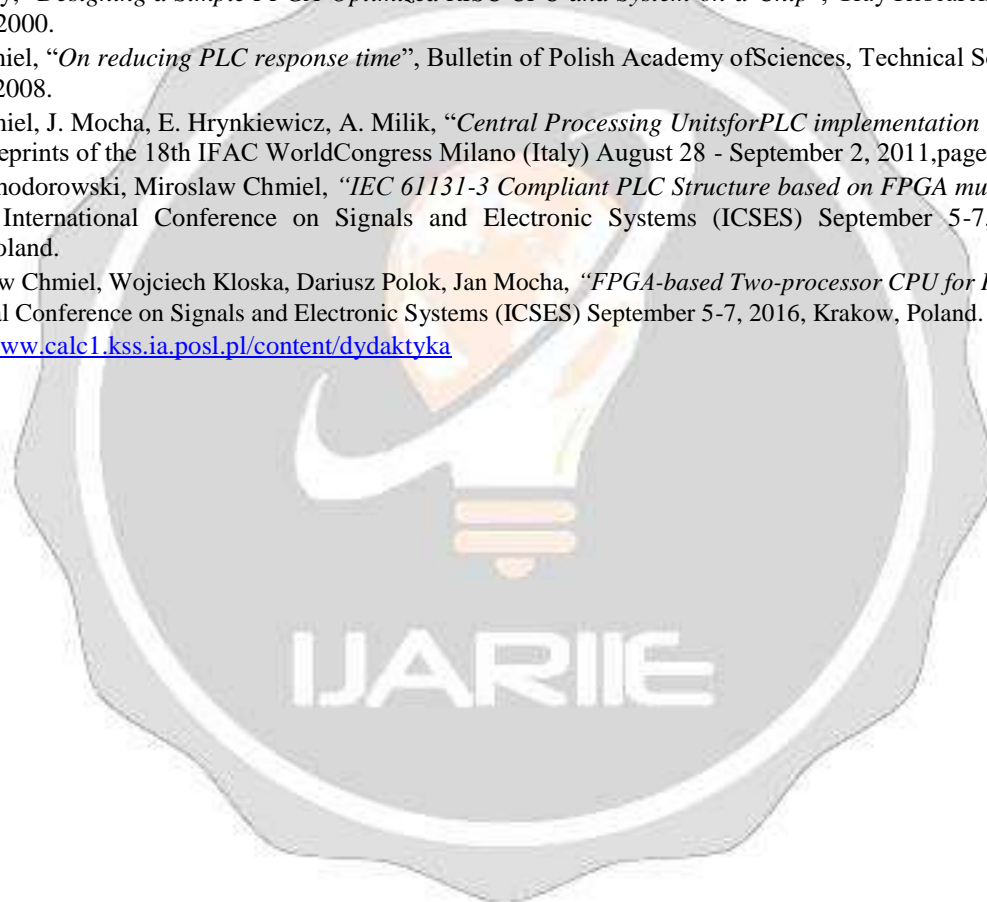 2000.
niel, “On reducing PLC response time”, Bulletin of Polish Academy ofSciences, Technical S
2008.
niel, J. Mocha, E. Hrynkiewicz, A. Milik, “Central Processing UnitsforPLC implementation
eprints of the 18th IFAC WorldCongress Milano (Italy) August 28 - September 2, 2011,page
nodorowski, Miroslaw Chmiel, “IEC 61131-3 Compliant PLC Structure based on FPGA mu
International Conference on Signals and Electronic Systems (ICSES) September 5-7,
oland.
w Chmiel, Wojciech Kloska, Dariusz Polok, Jan Mocha, “FPGA-based Two-processor CPU for
al Conference on Signals and Electronic Systems (ICSES) September 5-7, 2016, Krakow, Poland.
ww.calc1.kss.ia.posl.pl/content/dydaktyka
IJARIIE